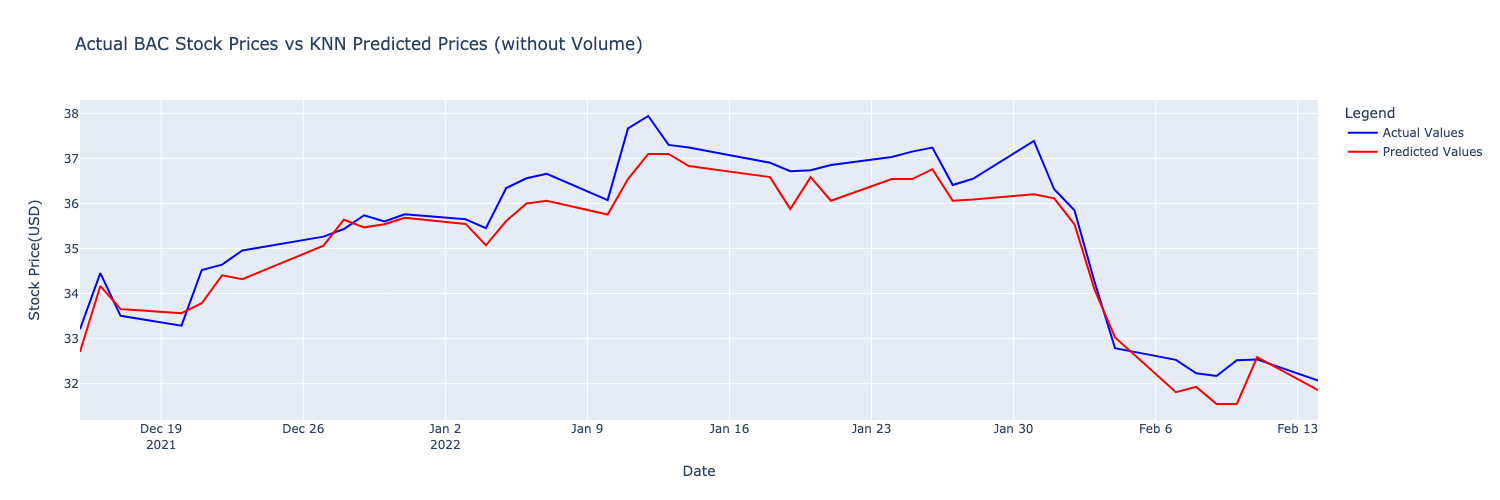 Actual BAC Stock Prices vs KNN Predicted Prices (without Volume)
Legend
Actual Values
Predicted Values
38
37
36
35
34
33
32
Stock Price(USD)
Dec 19 Dec 26 Jan 2 Jan 9 Jan 16 Jan 23 Jan 30 Feb 6 Feb 13
2021 2022
Date